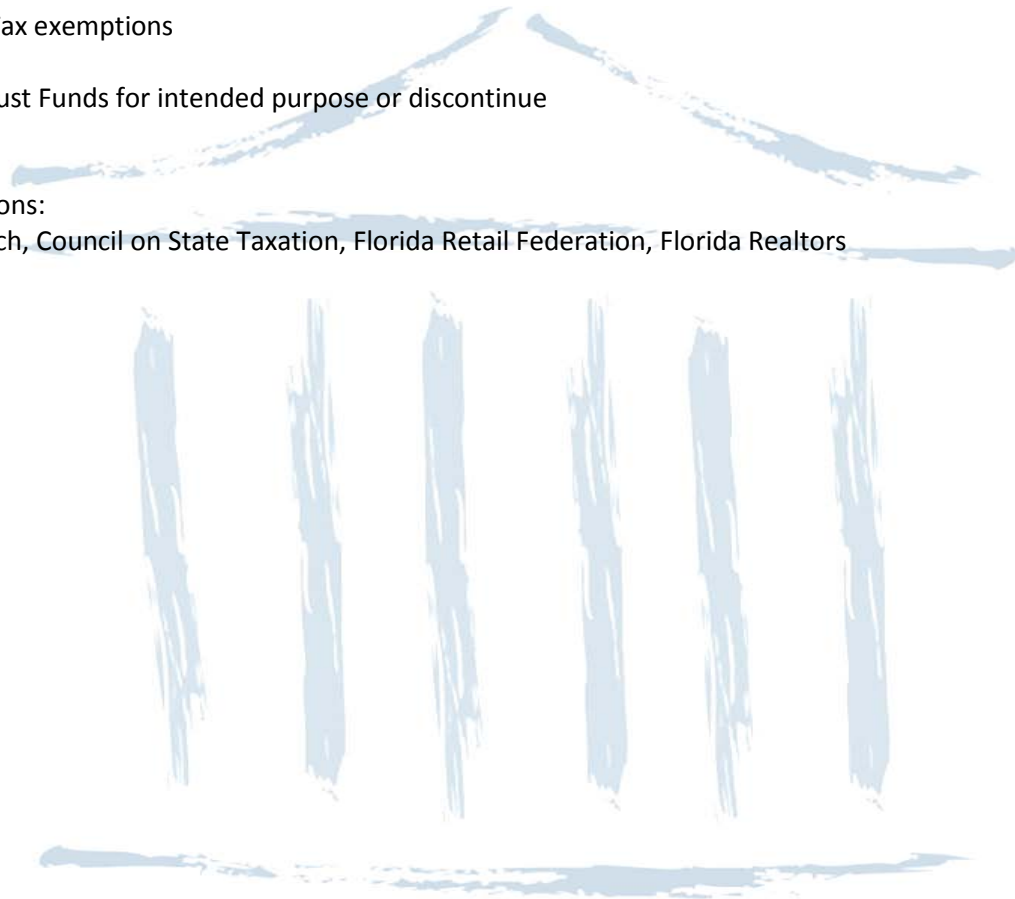 Tax exemptions
ust Funds for intended purpose or discontinue
ons:
ch, Council on State Taxation, Florida Retail Federation, Florida Realtors